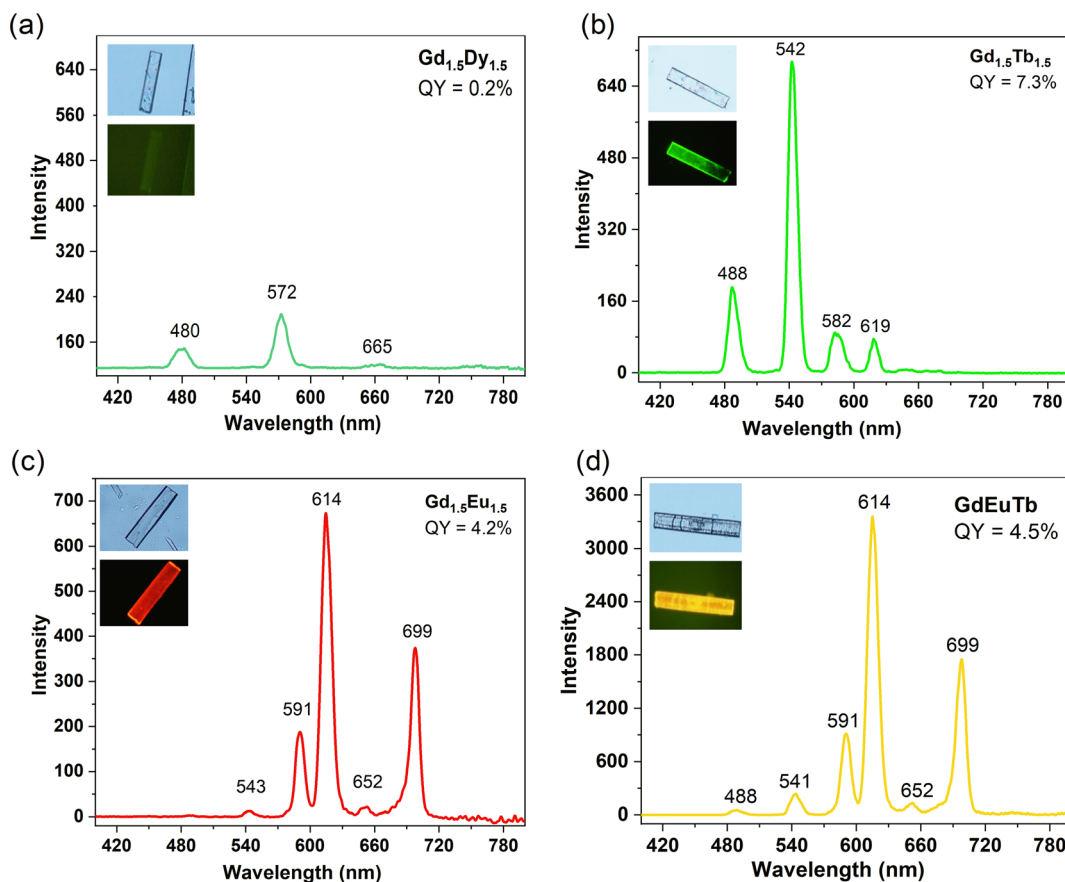 (a)
Gd1.5Dy1.5
QY = 0.2%
640
560
480
400
320
240
160
480
572
665
420 480 540 600 660 720 780
Intensity
Wavelength (nm)
(b)
Gd1.5Tb1.5
QY = 7.3%
640
480
320
160
0
542
488
582
619
420 480 540 600 660 720 780
Intensity
Wavelength (nm)
(c)
Gd1.5Eu1.5
QY = 4.2%
700
600
500
400
300
200
100
0
614
699
591
543
652
420 480 540 600 660 720 780
Intensity
Wavelength (nm)
(d)
GdEuTb
QY = 4.5%
3600
3000
2400
1800
1200
600
0
614
699
591
541
488
652
420 480 540 600 660 720 780
Intensity
Wavelength (nm)